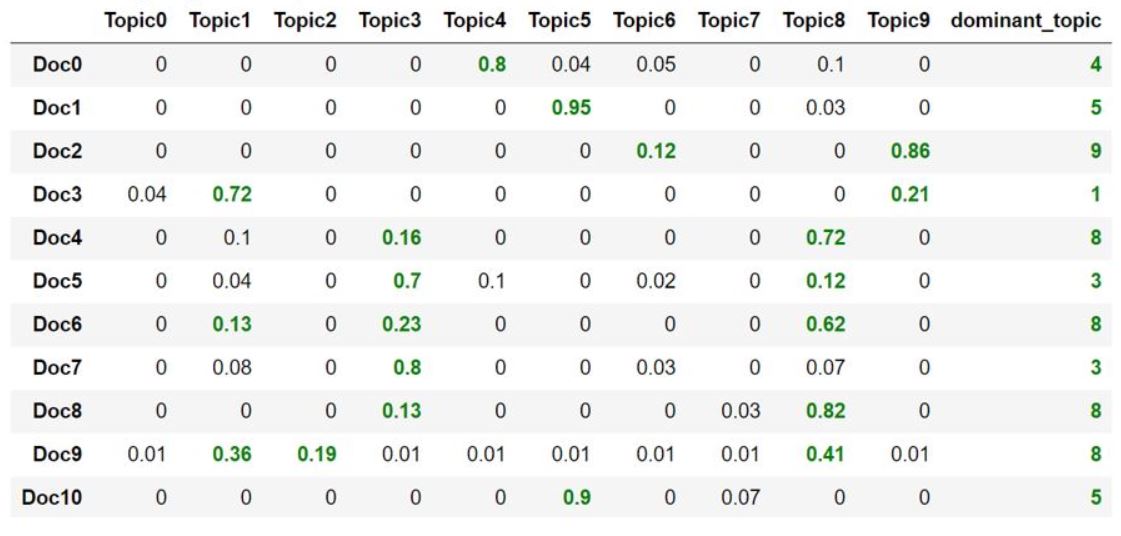 Topic0 Topic1 Topic2 Topic3 Topic4 Topic5 Topic6 Topic7 Topic8 Topic9 dominant_topic
Doc0 0 0 0 0 0.8 0.04 0.05 0 0.1 0 4
Doc1 0 0 0 0 0 0.95 0 0 0.03 0 5
Doc2 0 0 0 0 0 0 0.12 0 0 0.86 9
Doc3 0.04 0.72 0 0 0 0 0 0 0 0.21 1
Doc4 0 0.1 0 0.16 0 0 0 0 0.72 0 8
Doc5 0 0.04 0 0.7 0.1 0 0.02 0 0.12 0 3
Doc6 0 0.13 0 0.23 0 0 0 0 0.62 0 8
Doc7 0 0.08 0 0.8 0 0 0.03 0 0.07 0 3
Doc8 0 0 0 0.13 0 0 0 0.03 0.82 0 8
Doc9 0.01 0.36 0.19 0.01 0.01 0.01 0.01 0.01 0.41 0.01 8
Doc10 0 0 0 0 0 0.9 0 0.07 0 0 5